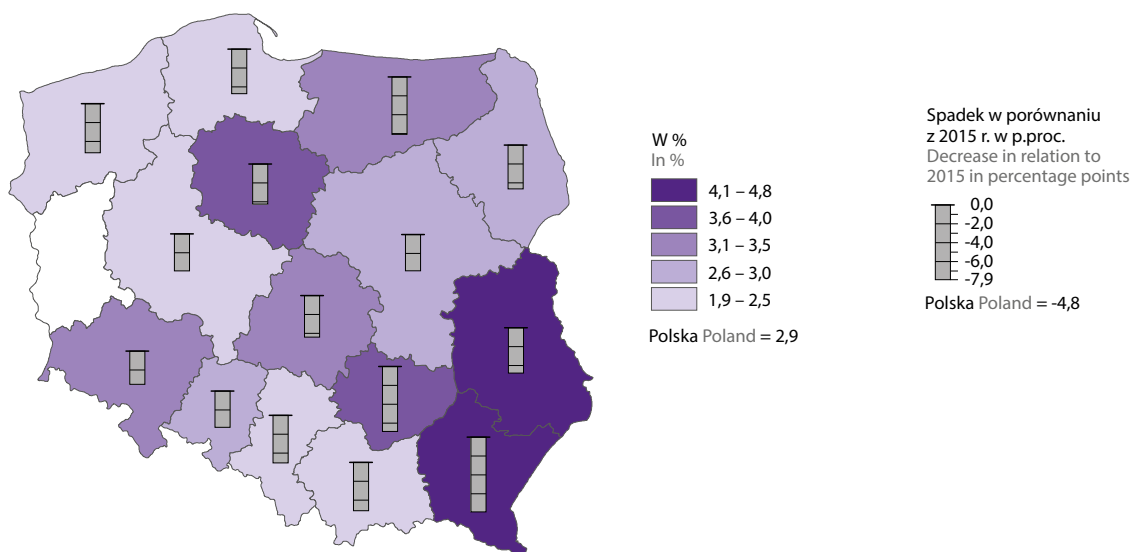 W %
In %
4,1 – 4,8
3,6 – 4,0
3,1 – 3,5
2,6 – 3,0
1,9 – 2,5
Polska Poland = 2,9
Spadek w porównaniu
z 2015 r. w p.proc.
Decrease in relation to
2015 in percentage points
0,0
-2,0
-4,0
-6,0
-7,9
Polska Poland = -4,8